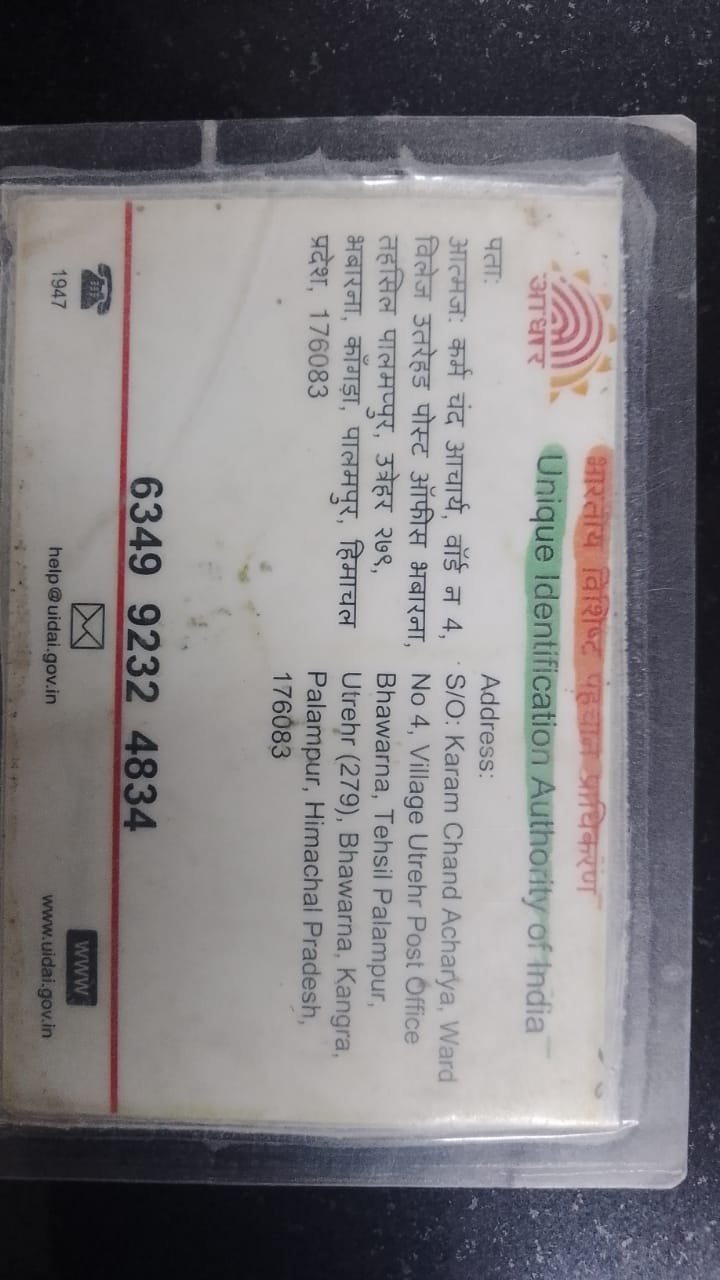 भारतीय विशिष्ट पहचान प्राधिकरण
Unique Identification Authority of India
आधार
पता:
आत्मज: कर्म चंद आचार्य, वॉर्ड न 4,
विलेज उतरेहड पोस्ट ऑफीस भबारना,
तहसिल पालमप्पुर, उत्रेहर २७९,
भबारना, काँगड़ा, पालमपुर, हिमाचल
प्रदेश, 176083
Address:
S/O: Karam Chand Acharya, Ward
No 4, Village Utrehr Post Office
Bhawarna, Tehsil Palampur,
Utrehr (279), Bhawarna, Kangra,
Palampur, Himachal Pradesh,
176083
6349 9232 4834
1947
help@uidai.gov.in
www
www.uidai.gov.in